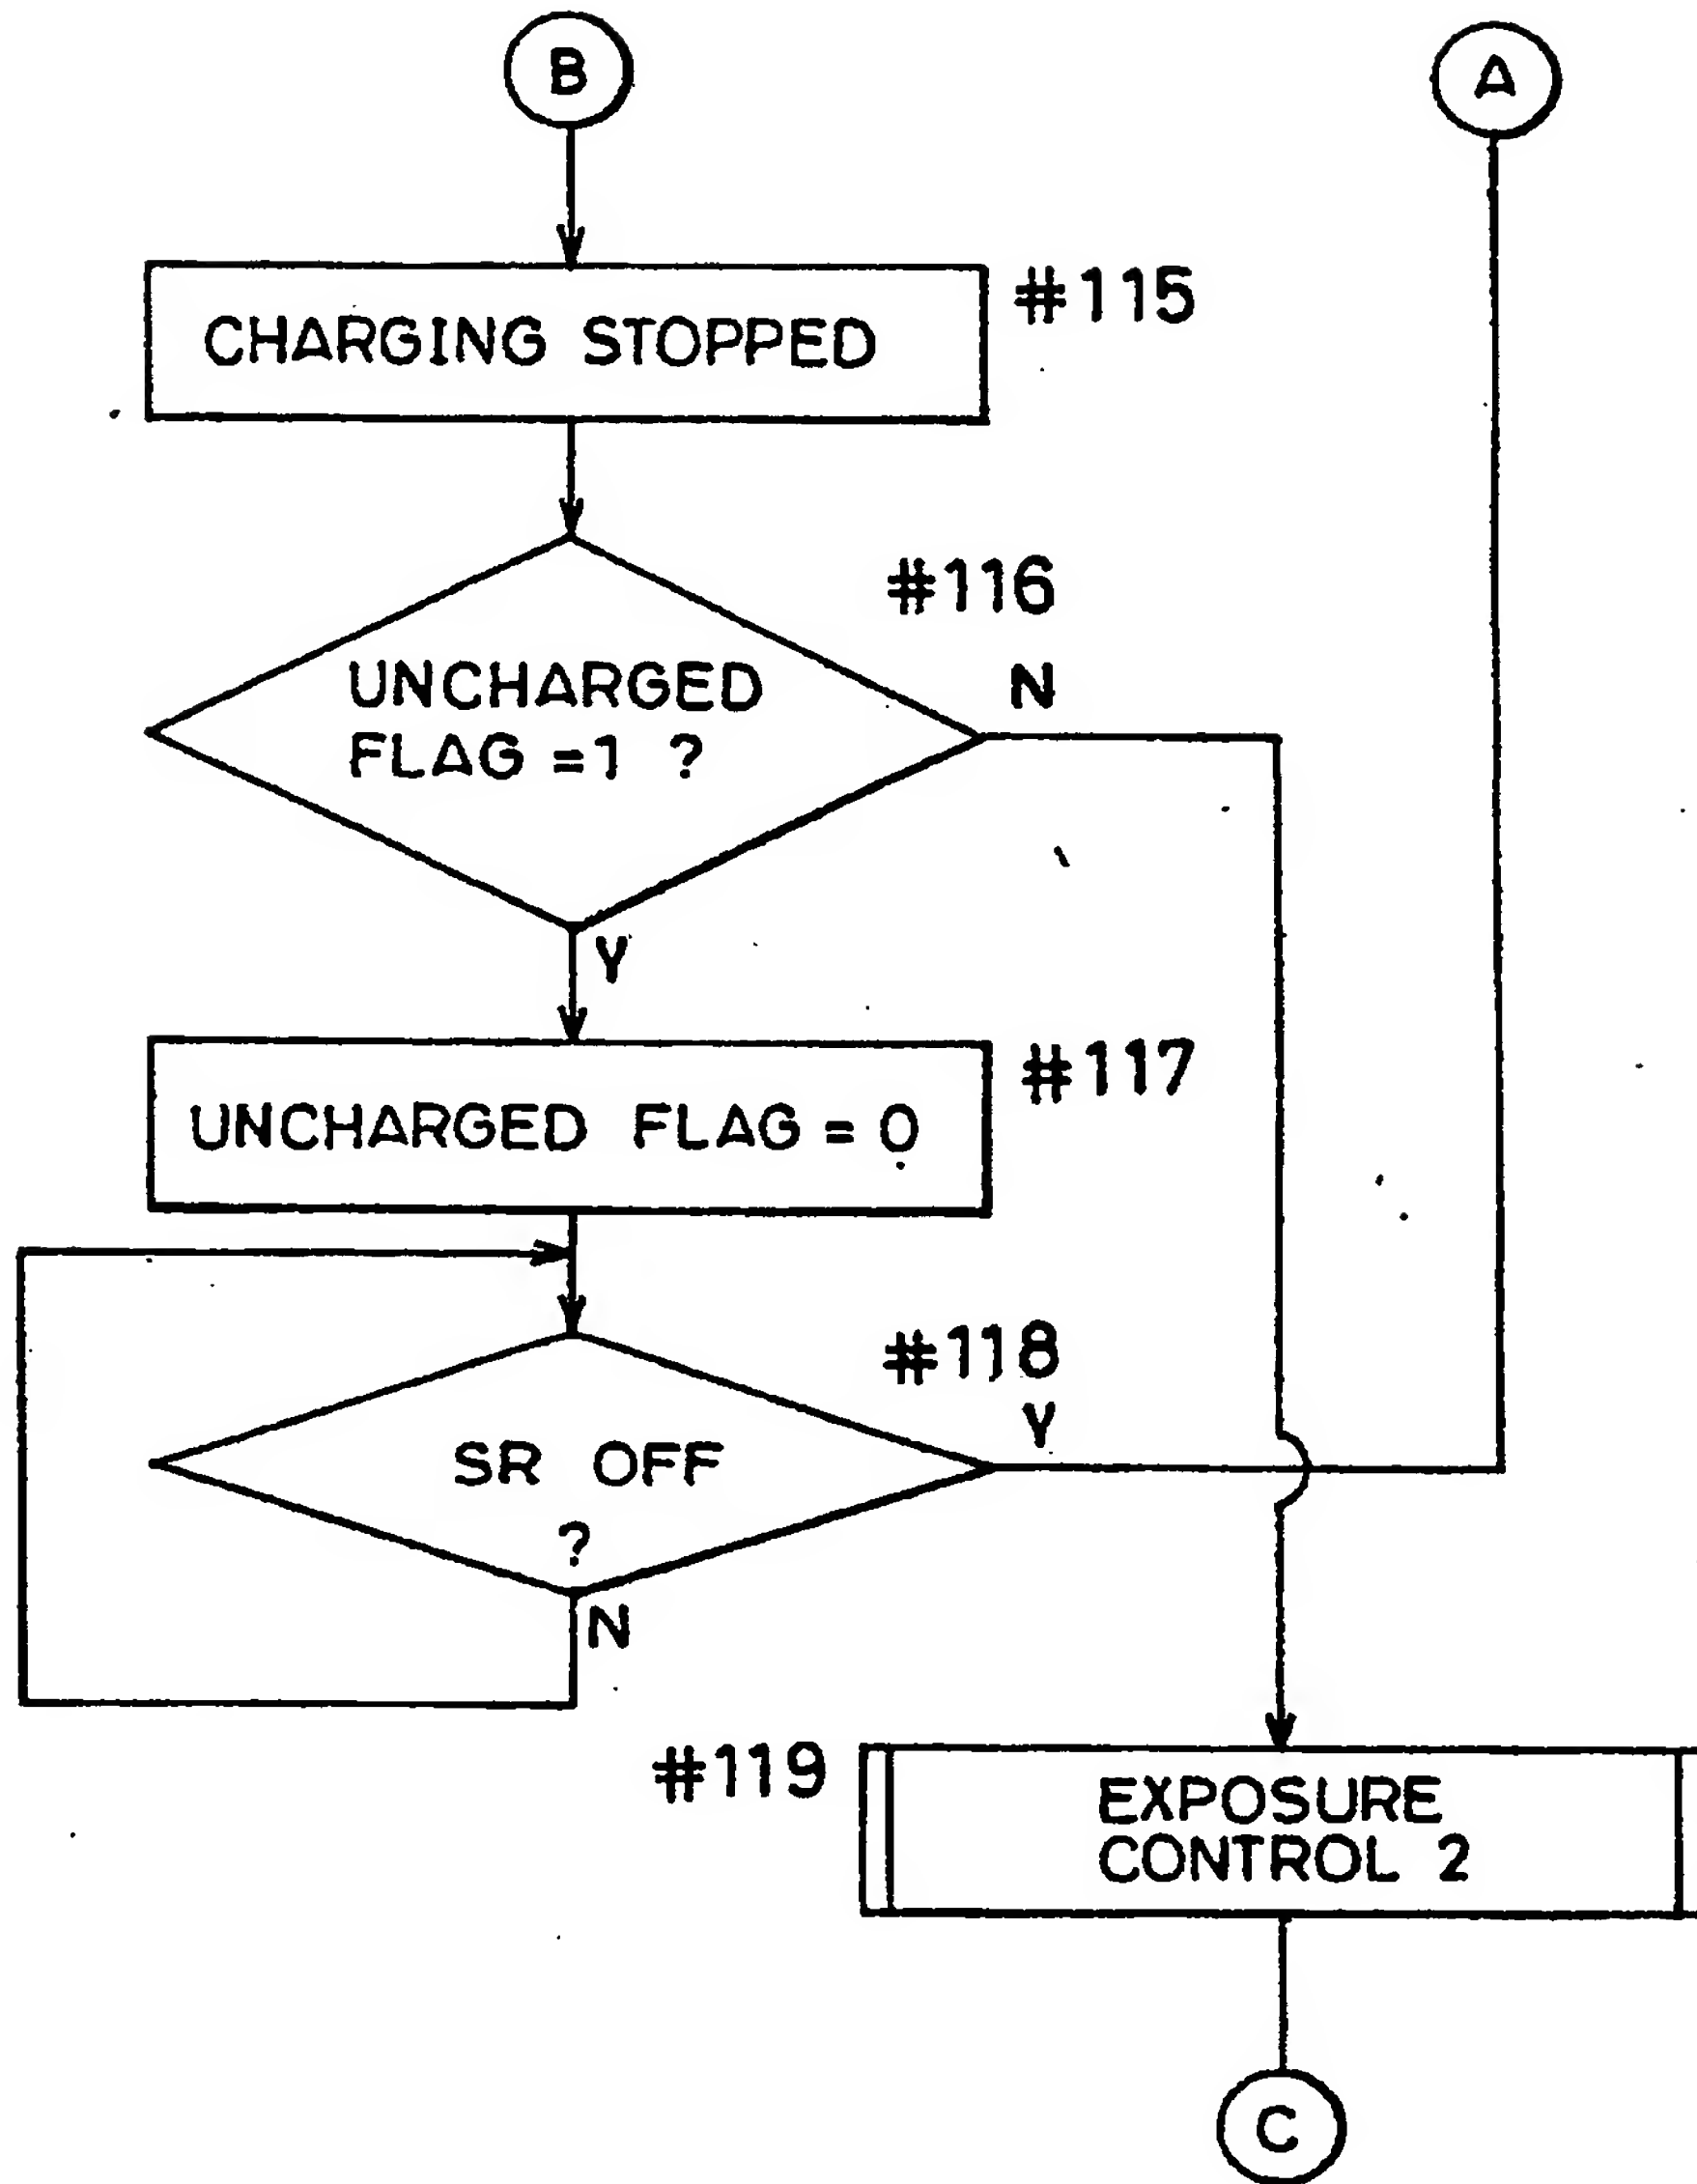 B
A
CHARGING STOPPED
#115
#116
UNCHARGED
FLAG =1 ?
N
Y
UNCHARGED FLAG = 0
#117
#118
Y
SR OFF
?
N
#119
EXPOSURE
CONTROL 2
C